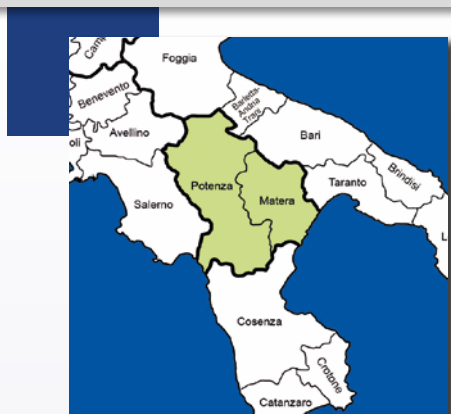 Foggia
Benevento
Barletta-
Andria
Trani
Avellino
Bari
Potenza
Brindisi
Taranto
Matera
Salerno
Cosenza
Crotone
Catanzaro